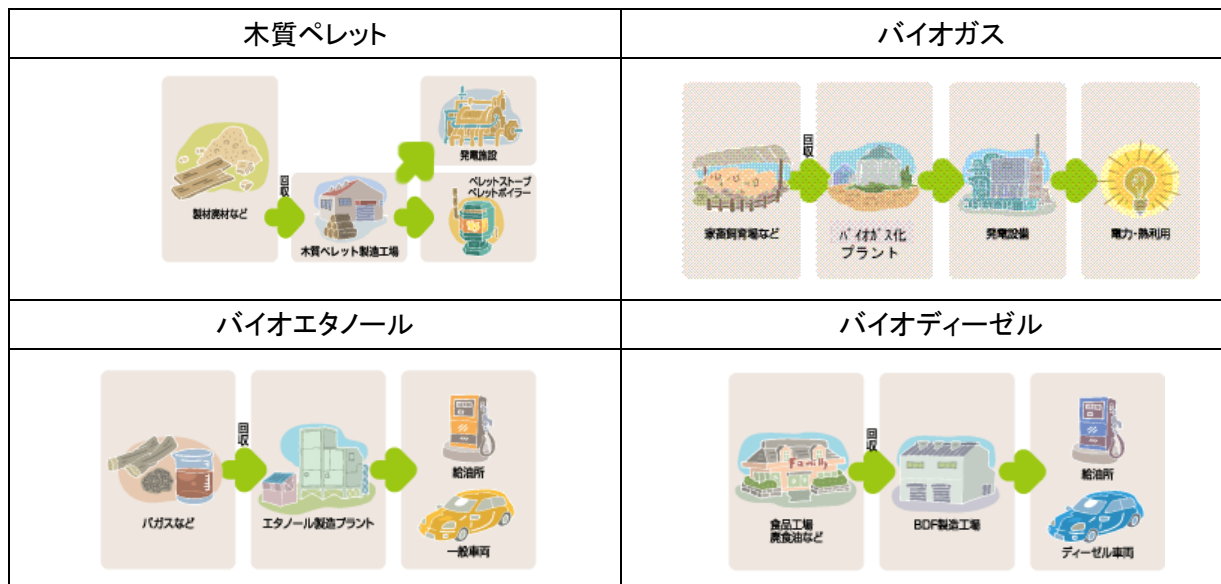 木質ペレット
バイオガス
製材廃材など
回収
木質ペレット製造工場
発電施設
ペレットストーブ
ペレットボイラー
家畜飼育場など
回収
バイオガス化
プラント
発電設備
電力・熱利用
バイオエタノール
バイオディーゼル
バガスなど
回収
エタノール製造プラント
給油所
一般車両
Family
食品工場
廃食油など
回収
BDF製造工場
給油所
ディーゼル車両